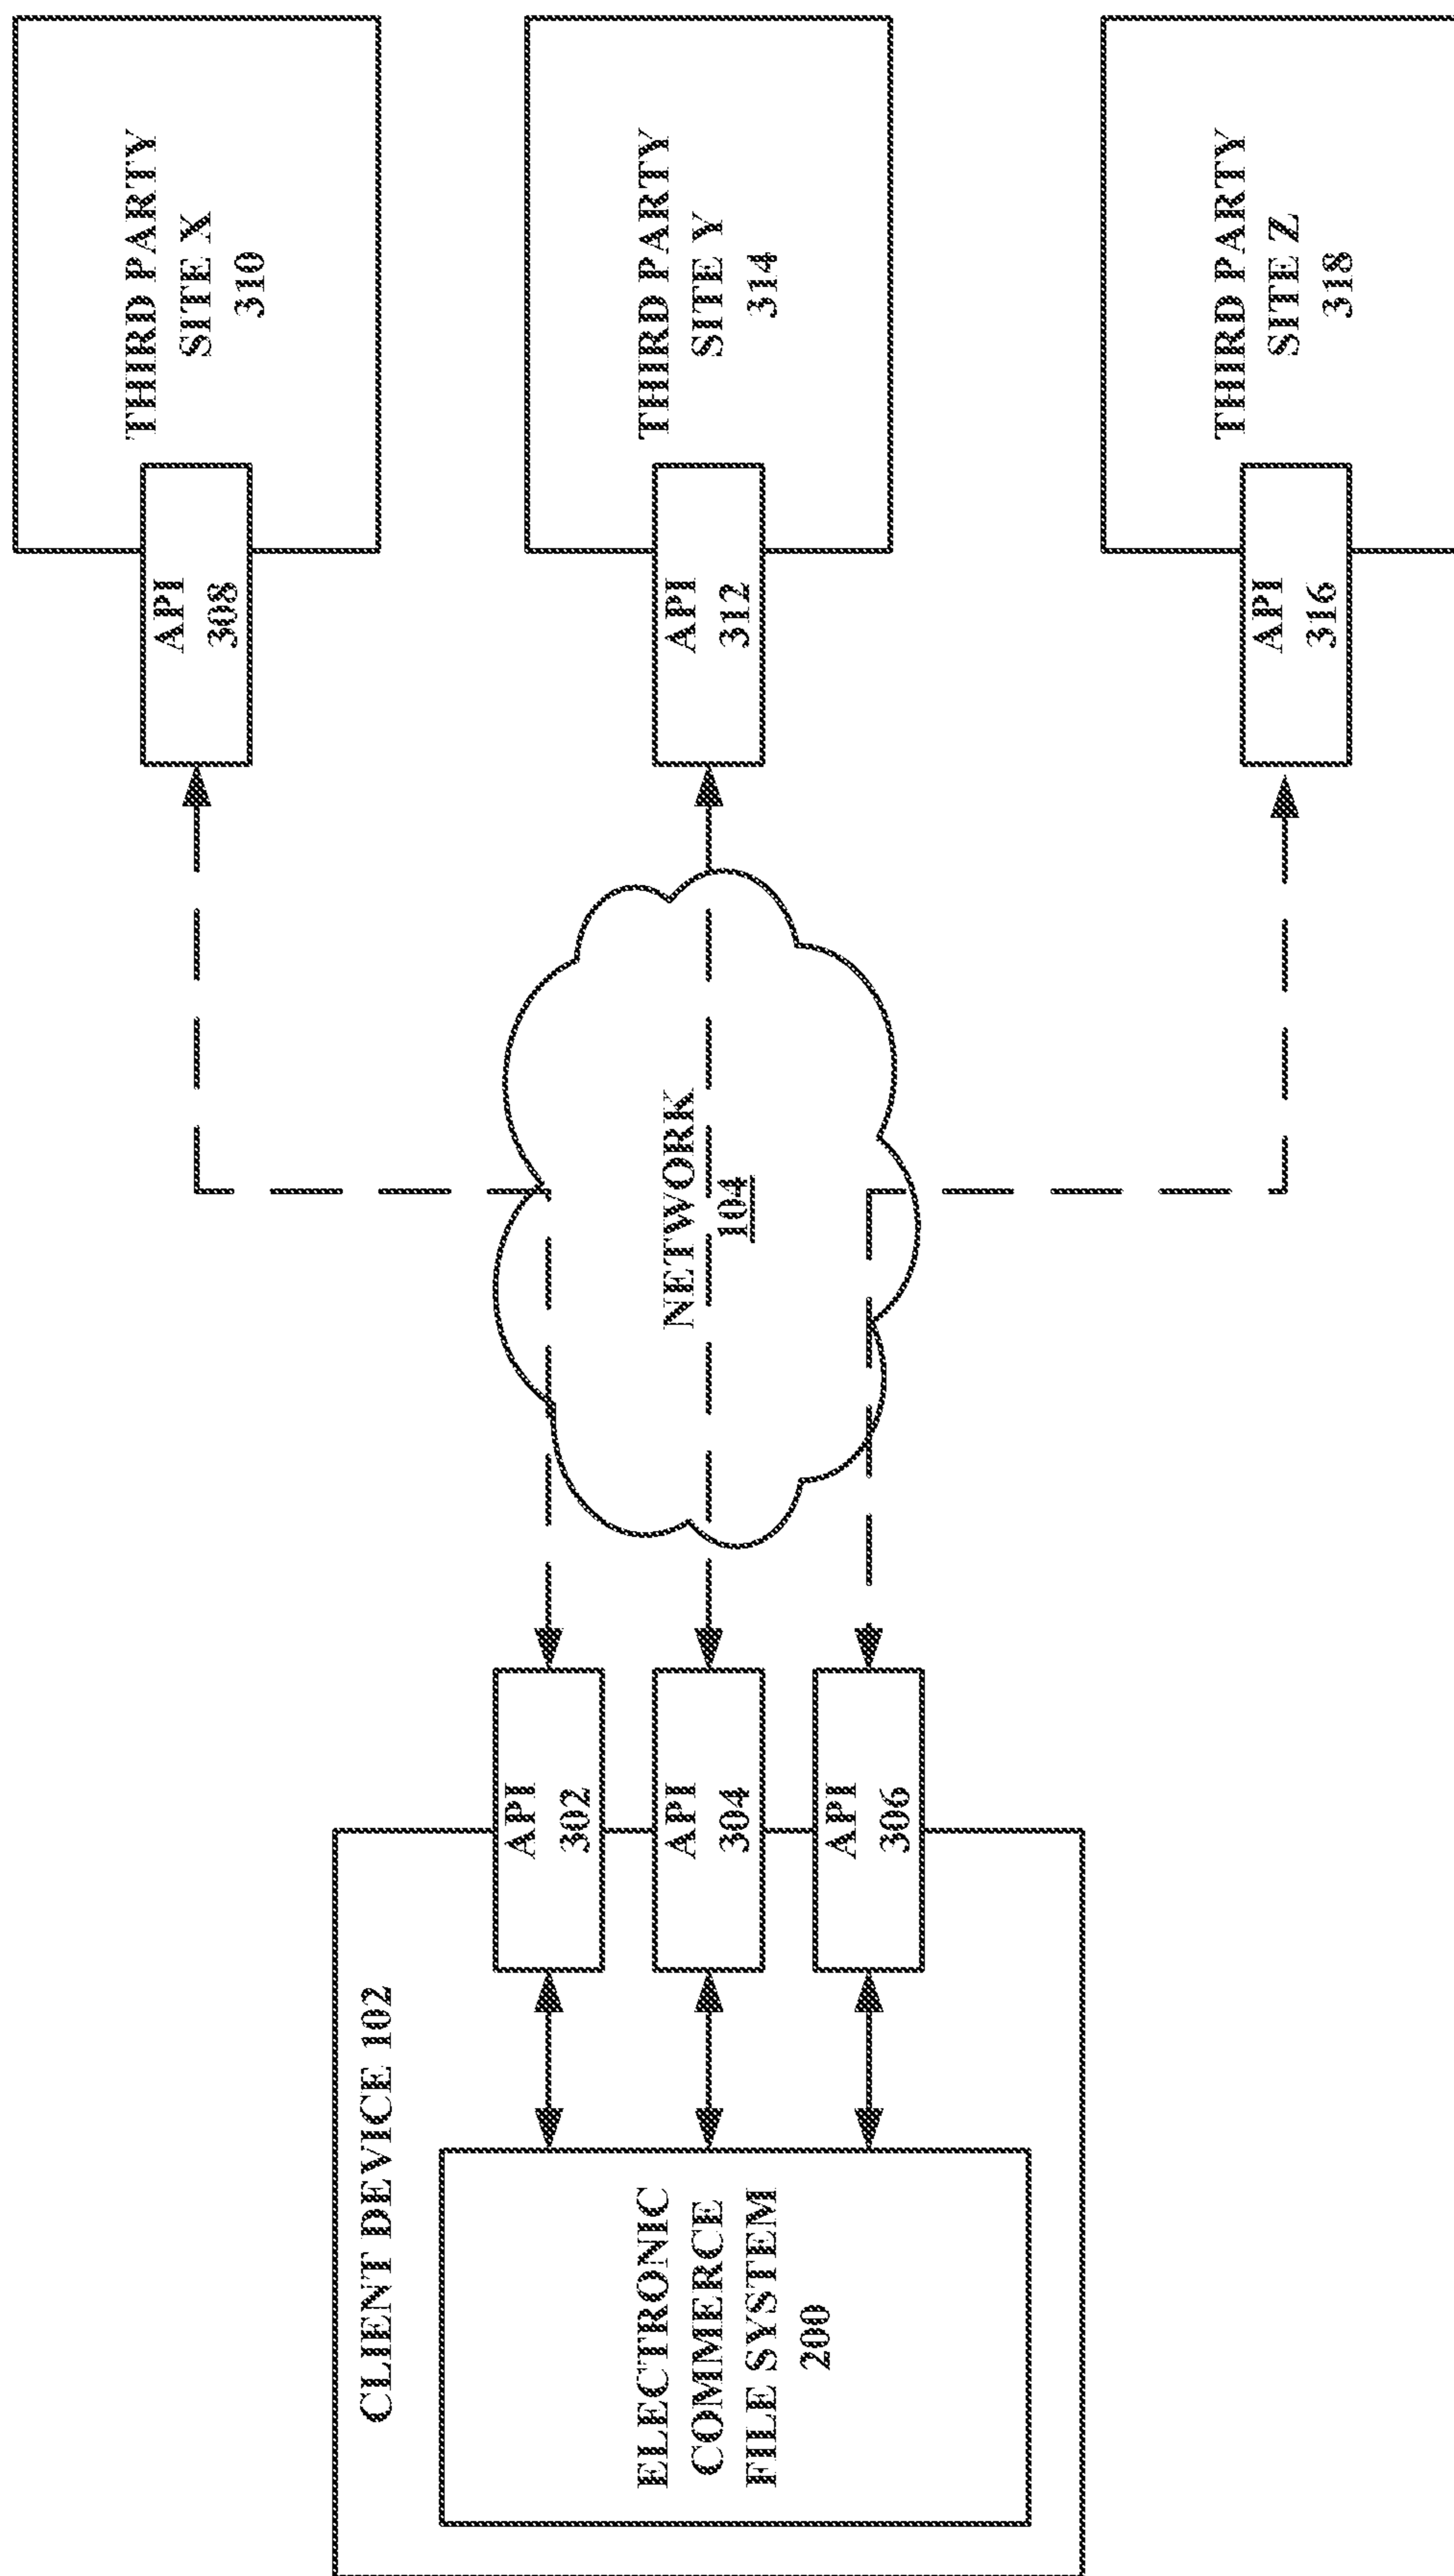 CLIENT DEVICE 102
ELECTRONIC
COMMERCE
FILE SYSTEM
200
API
302
API
304
API
306
NETWORK
104
API
308
THIRD PARTY
SITE X
310
API
312
THIRD PARTY
SITE Y
314
API
316
THIRD PARTY
SITE Z
318